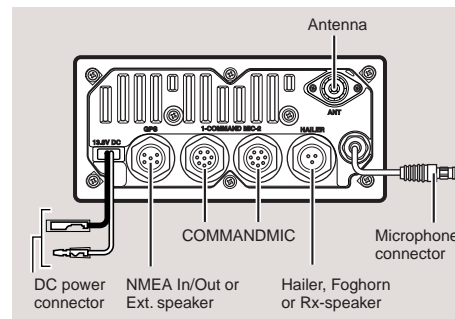 Antenna
ANT
GPS
1-COMMAND MIC-2
HAILER
13.8V DC
COMMANDMIC
Microphone
connector
DC power
connector
NMEA In/Out or
Ext. speaker
Hailer, Foghorn
or Rx-speaker